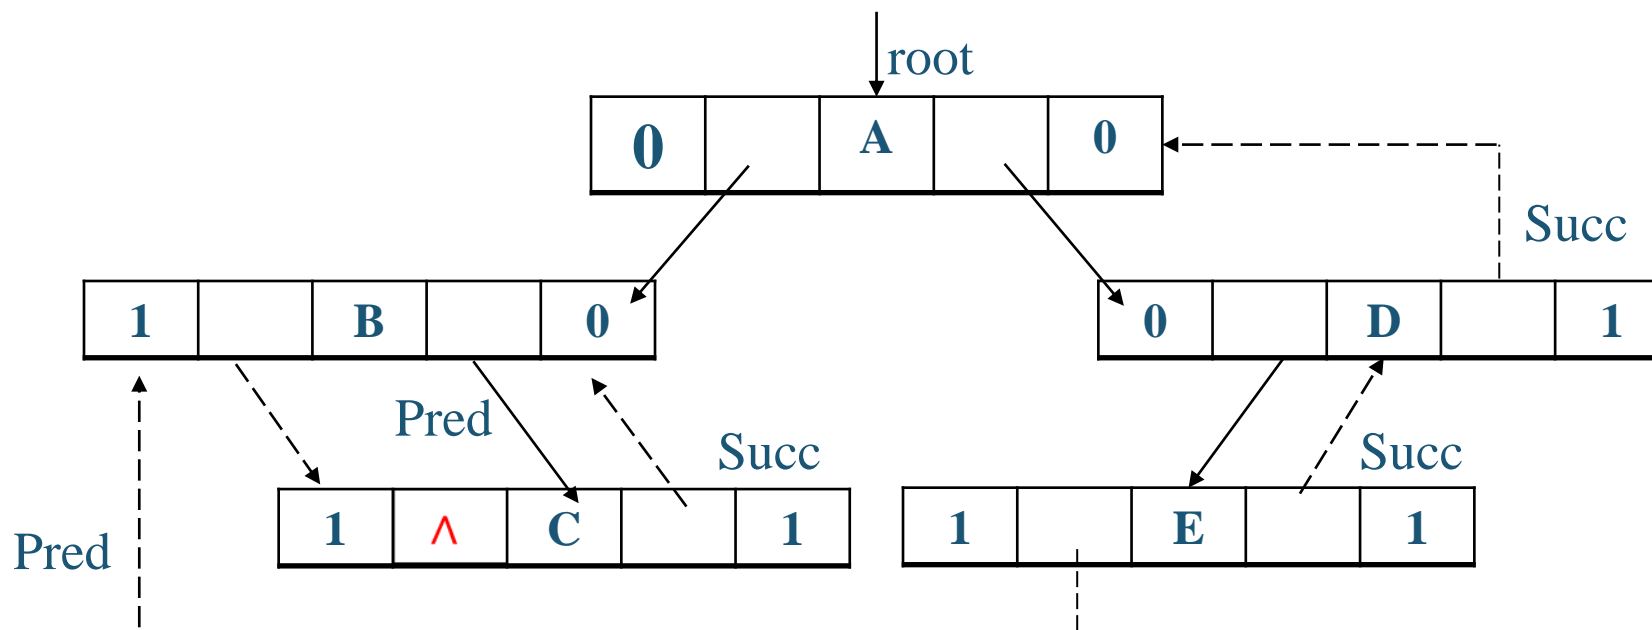 root
0 A 0
Succ
1 B 0
0 D 1
Pred
Succ
Succ
1 ^ C 1
1 E 1
Pred